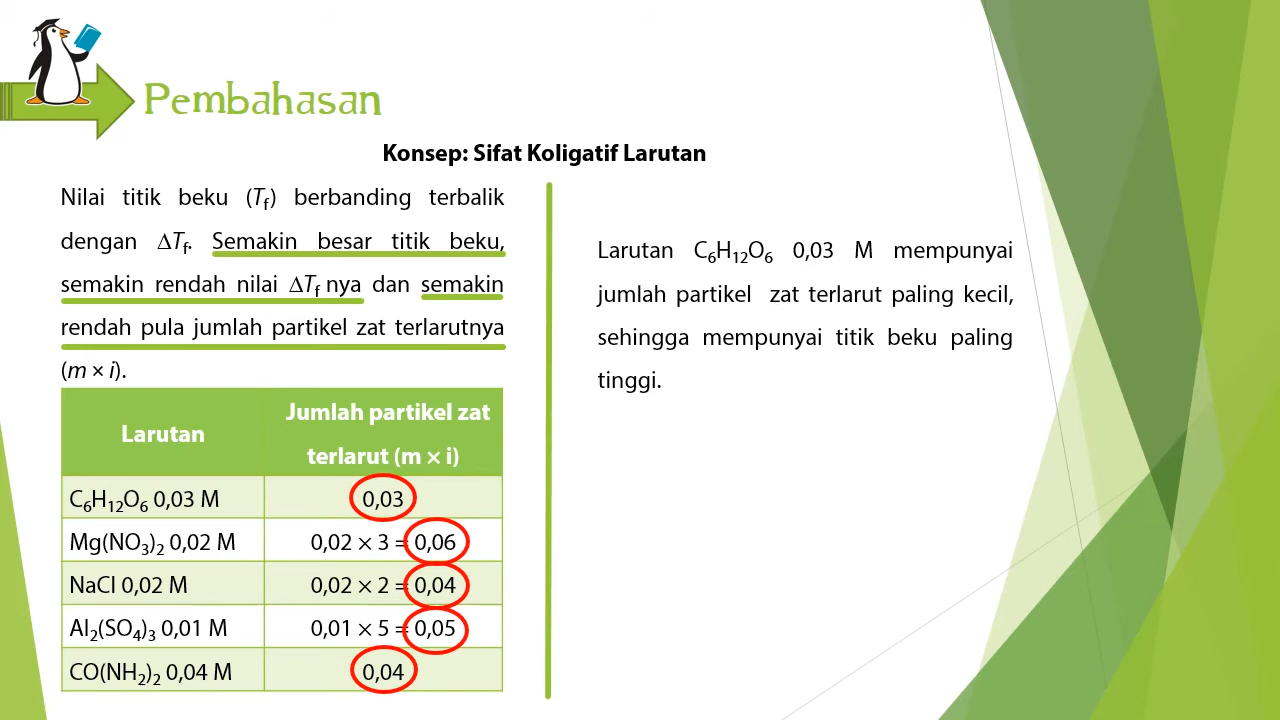 Pembahasan
Konsep: Sifat Koligatif Larutan
Nilai titik beku (Tf) berbanding terbalik
dengan ΔTf. Semakin besar titik beku,
semakin rendah nilai ΔTf nya dan semakin
rendah pula jumlah partikel zat terlarutnya
(m × i).
Larutan
Jumlah partikel zat
terlarut (m × i)
C6H12O6 0,03 M 0,03
Mg(NO3)2 0,02 M 0,02 × 3 = 0,06
NaCl 0,02 M 0,02 × 2 = 0,04
Al2(SO4)3 0,01 M 0,01 × 5 = 0,05
CO(NH2)2 0,04 M 0,04
Larutan C6H12O6 0,03 M mempunyai
jumlah partikel zat terlarut paling kecil,
sehingga mempunyai titik beku paling
tinggi.